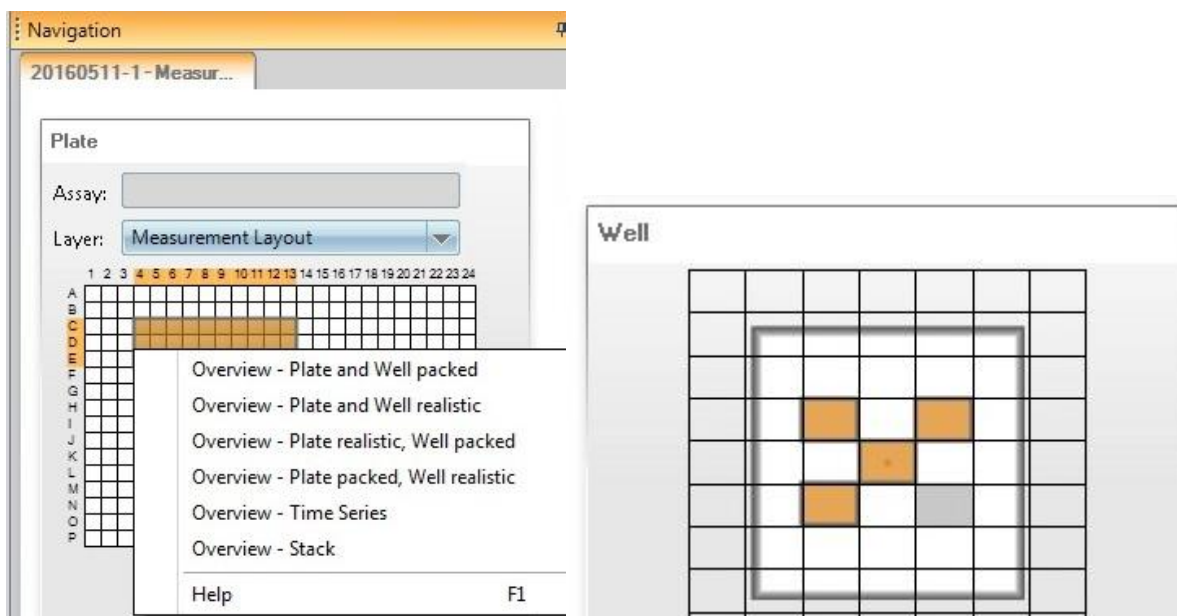 Navigation
20160511-1-Measur...
Plate
Assay:
Layer: Measurement Layout
1 2 3 4 5 6 7 8 9 10 11 12 13 14 15 16 17 18 19 20 21 22 23 24
A
B
C
D
E
F
G
H
I
J
K
L
M
N
O
P
Overview - Plate and Well packed
Overview - Plate and Well realistic
Overview - Plate realistic, Well packed
Overview - Plate packed, Well realistic
Overview - Time Series
Overview - Stack
Help F1
Well